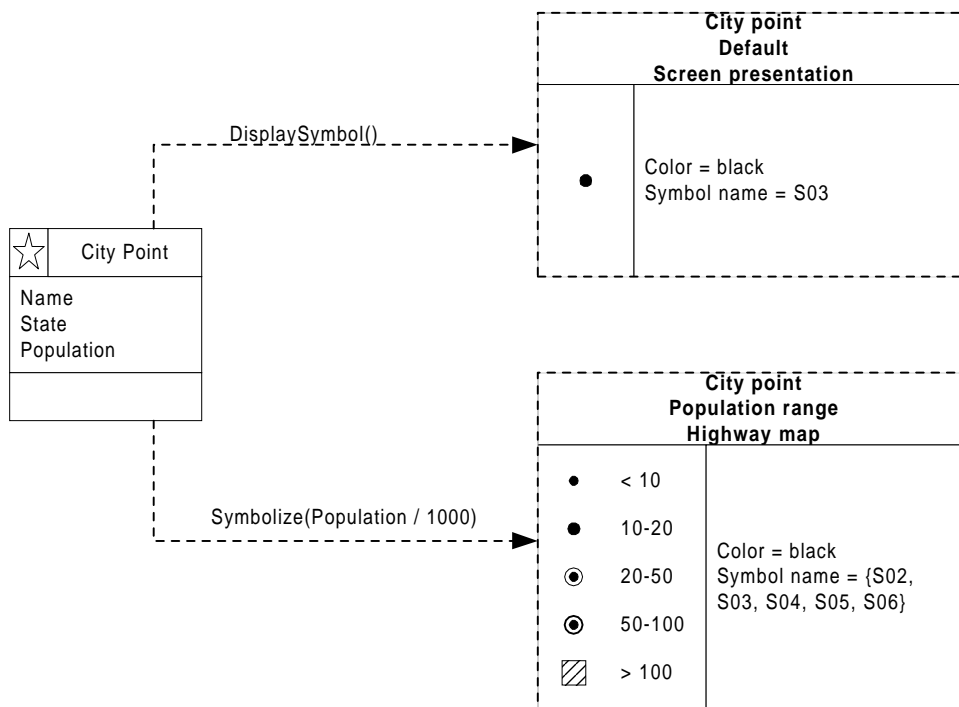 City point
Default
Screen presentation
DisplaySymbol()
Color = black
Symbol name = S03
City Point
Name
State
Population
City point
Population range
Highway map
< 10
10-20
20-50
50-100
> 100
Symbolize(Population / 1000)
Color = black
Symbol name = {S02,
S03, S04, S05, S06}